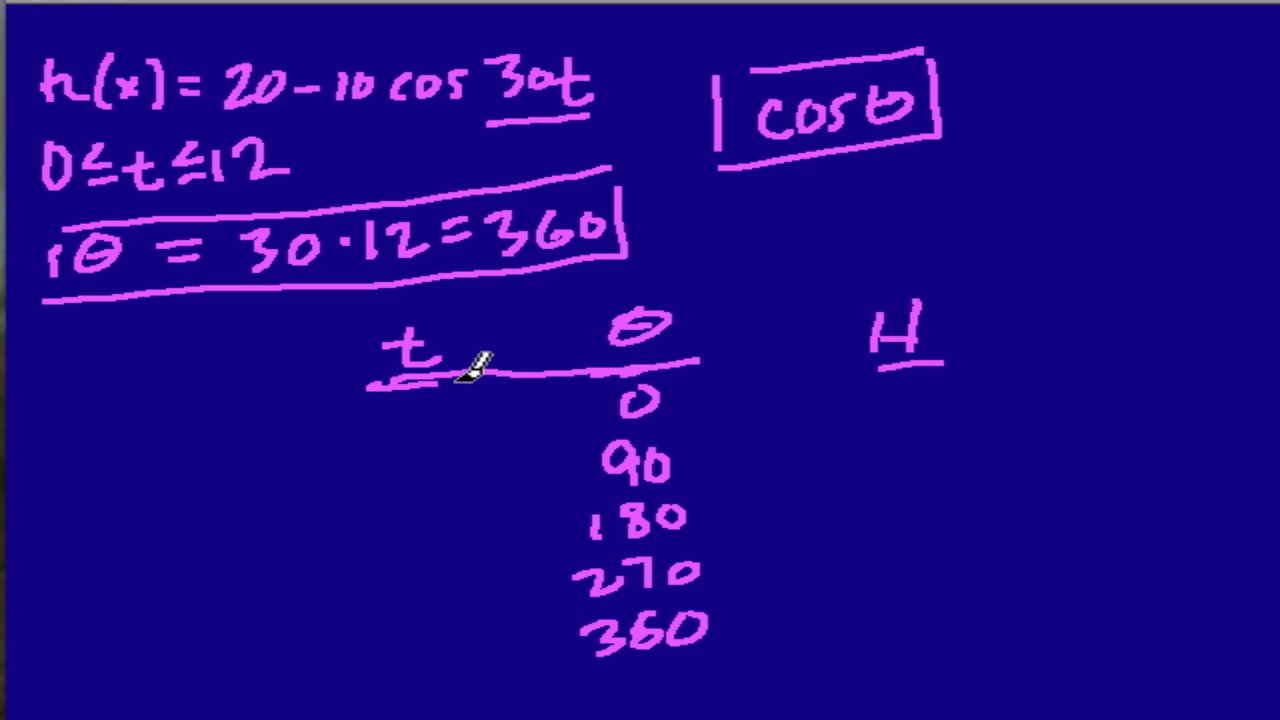 h(x) = 20 - 10 cos 30t
cos θ
0 ≤ t ≤ 12
θ = 30 · 12 = 360
t θ H
0
90
180
270
360